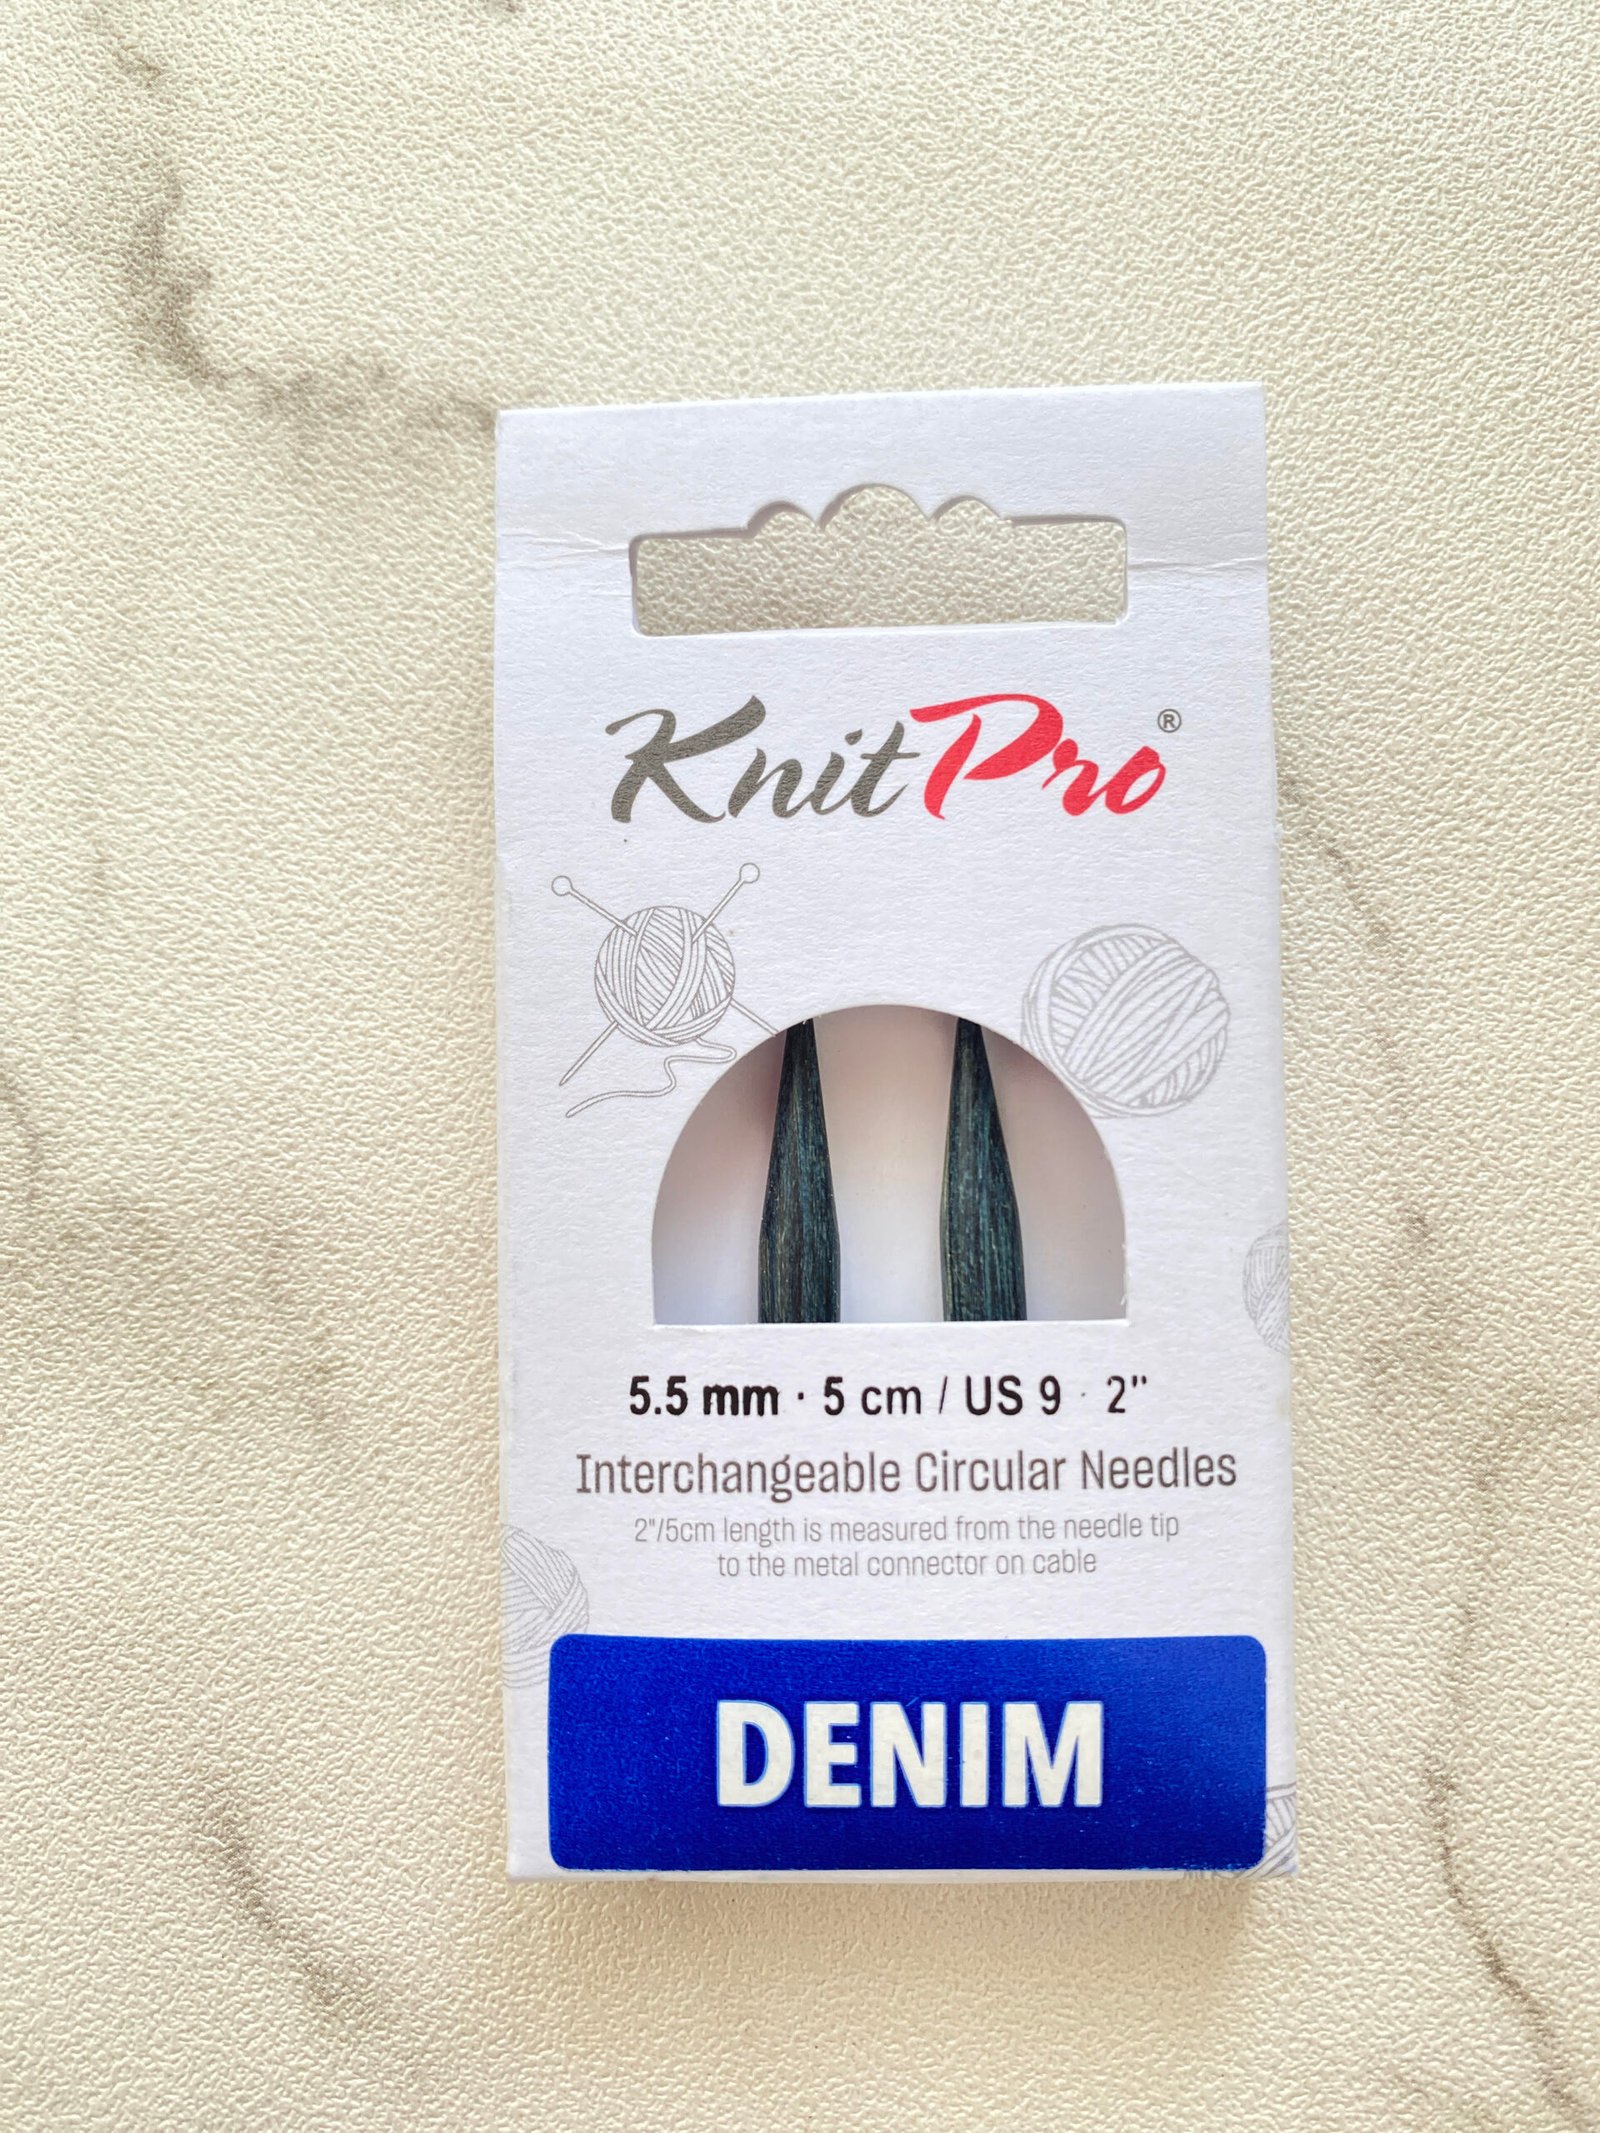 KnitPro®
5.5 mm · 5 cm / US 9 · 2"
Interchangeable Circular Needles
2"/5cm length is measured from the needle tip
to the metal connector on cable
DENIM